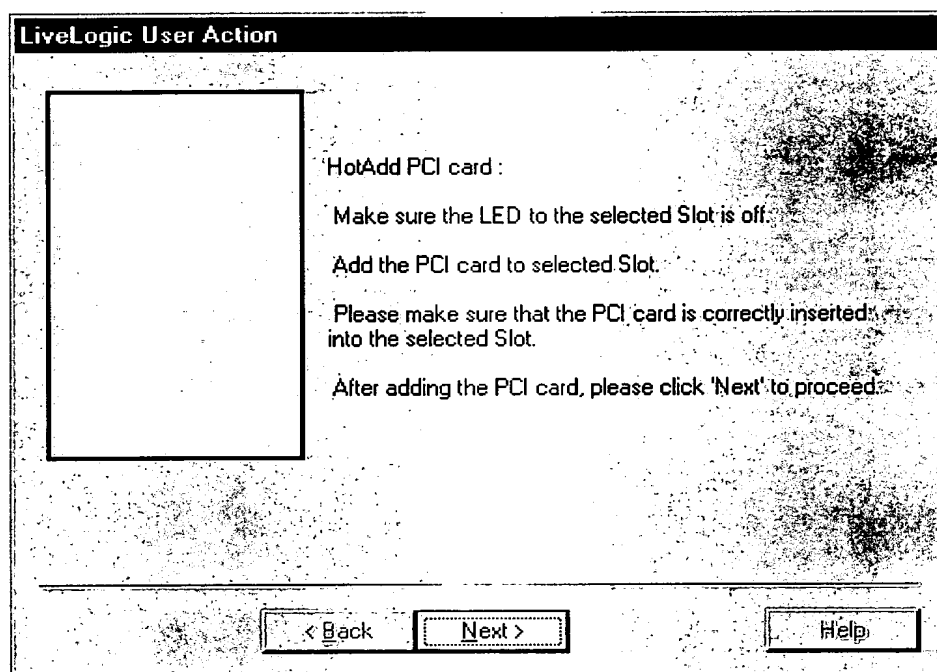 LiveLogic User Action
HotAdd PCI card :
Make sure the LED to the selected Slot is off.
Add the PCI card to selected Slot.
Please make sure that the PCI card is correctly inserted
into the selected Slot.
After adding the PCI card, please click 'Next' to proceed.
< Back
Next >
Help